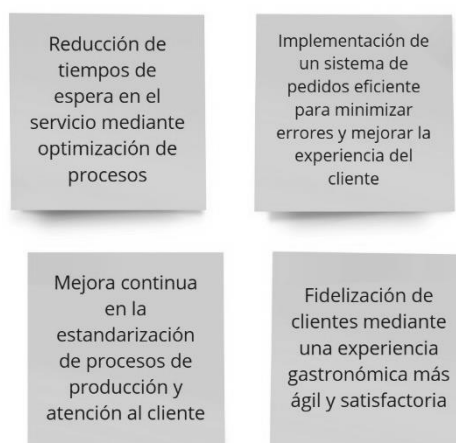 Reducción de
tiempos de
espera en el
servicio mediante
optimización de
procesos
Implementación de
un sistema de
pedidos eficiente
para minimizar
errores y mejorar la
experiencia del
cliente
Mejora continua
en la
estandarización
de procesos de
producción y
atención al cliente
Fidelización de
clientes mediante
una experiencia
gastronómica más
ágil y satisfactoria